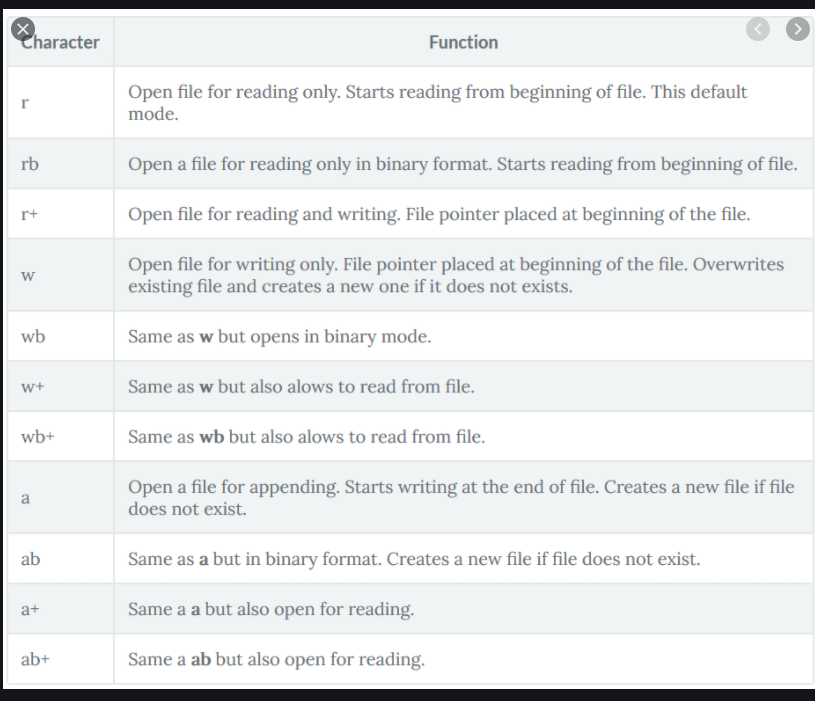 Character Function
r Open file for reading only. Starts reading from beginning of file. This default
mode.
rb Open a file for reading only in binary format. Starts reading from beginning of file.
r+ Open file for reading and writing. File pointer placed at beginning of the file.
w Open file for writing only. File pointer placed at beginning of the file. Overwrites
existing file and creates a new one if it does not exists.
wb Same as w but opens in binary mode.
w+ Same as w but also alows to read from file.
wb+ Same as wb but also alows to read from file.
a Open a file for appending. Starts writing at the end of file. Creates a new file if file
does not exist.
ab Same as a but in binary format. Creates a new file if file does not exist.
a+ Same a a but also open for reading.
ab+ Same a ab but also open for reading.